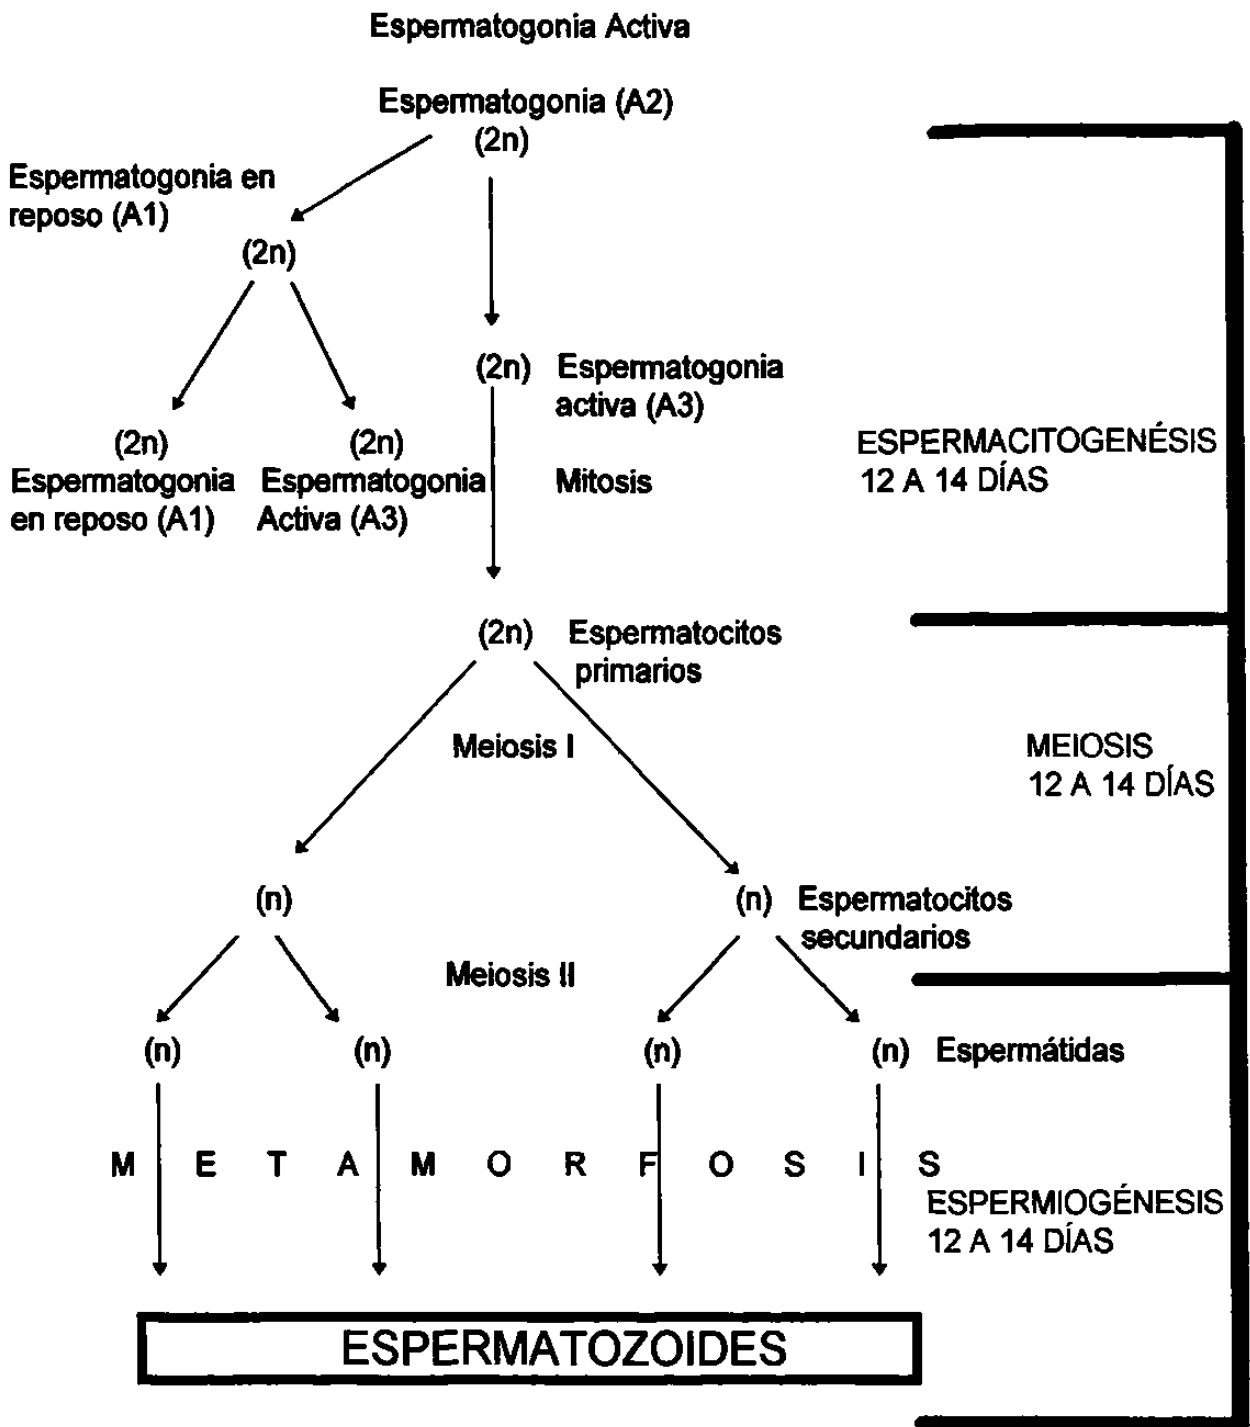 Espermatogonia Activa
Espermatogonia (A2)
(2n)
Espermatogonia en
reposo (A1)
(2n)
(2n) Espermatogonia
activa (A3)
(2n) (2n)
Espermatogonia Espermatogonia
en reposo (A1) Activa (A3)
Mitosis
ESPERMACITOGENÉSIS
12 A 14 DÍAS
(2n) Espermatocitos
primarios
Meiosis I
MEIOSIS
12 A 14 DÍAS
(n) (n) Espermatocitos
secundarios
Meiosis II
(n) (n) (n) (n) Espermátidas
M E T A M O R F O S I S
ESPERMIOGÉNESIS
12 A 14 DÍAS
ESPERMATOZOIDES